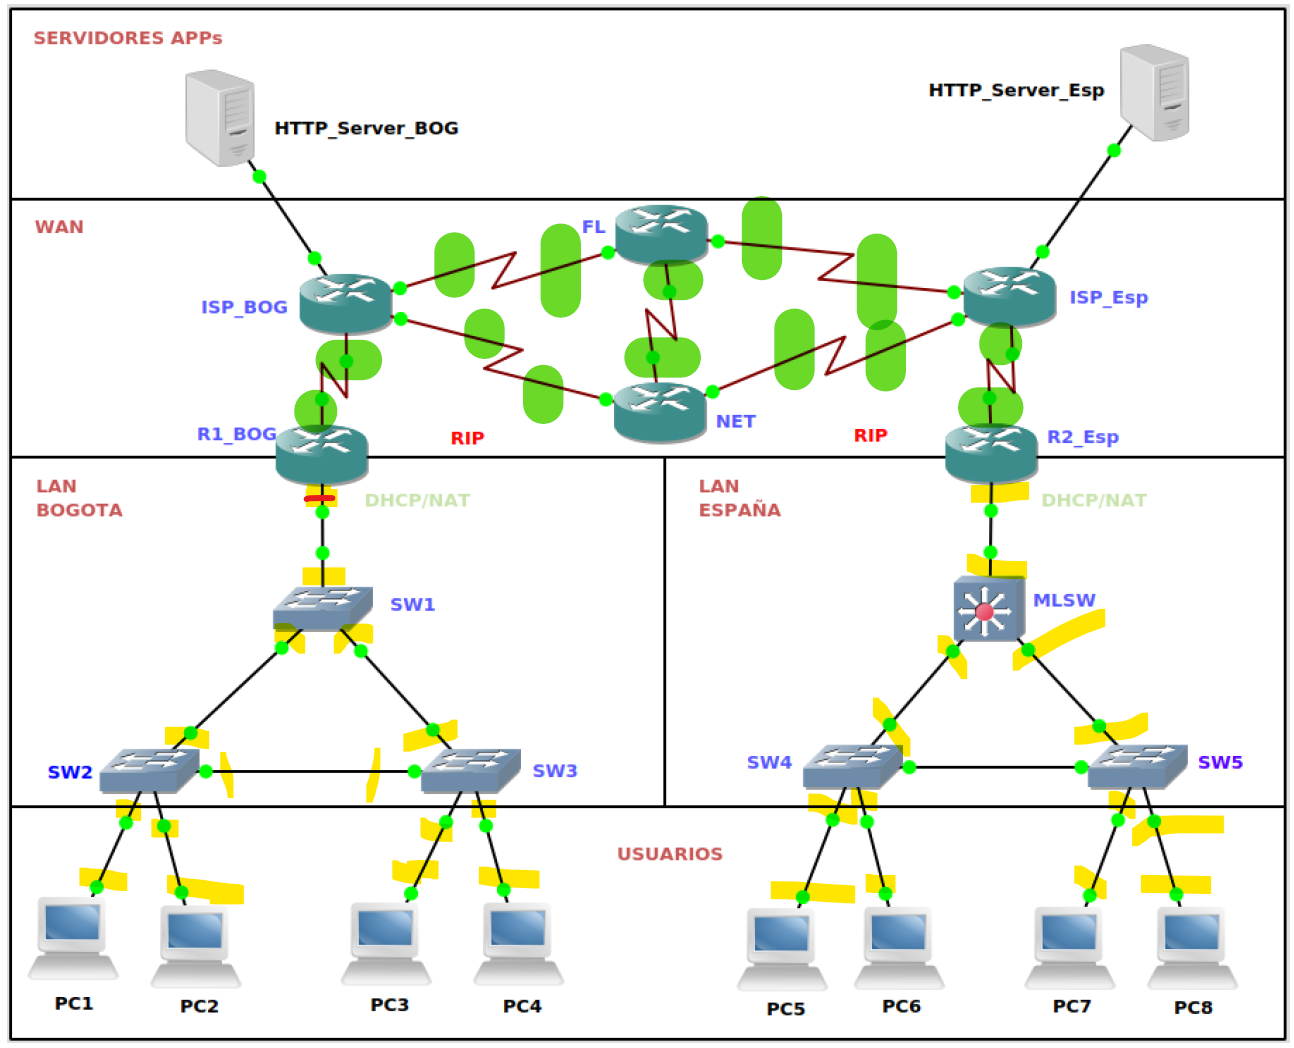 SERVIDORES APPs
HTTP_Server_BOG
HTTP_Server_Esp
WAN
FL
ISP_BOG
ISP_Esp
NET
R1_BOG
RIP
RIP
R2_Esp
LAN
BOGOTA
DHCP/NAT
LAN
ESPAÑA
DHCP/NAT
SW1
MLSW
SW2
SW3
SW4
SW5
USUARIOS
PC1
PC2
PC3
PC4
PC5
PC6
PC7
PC8